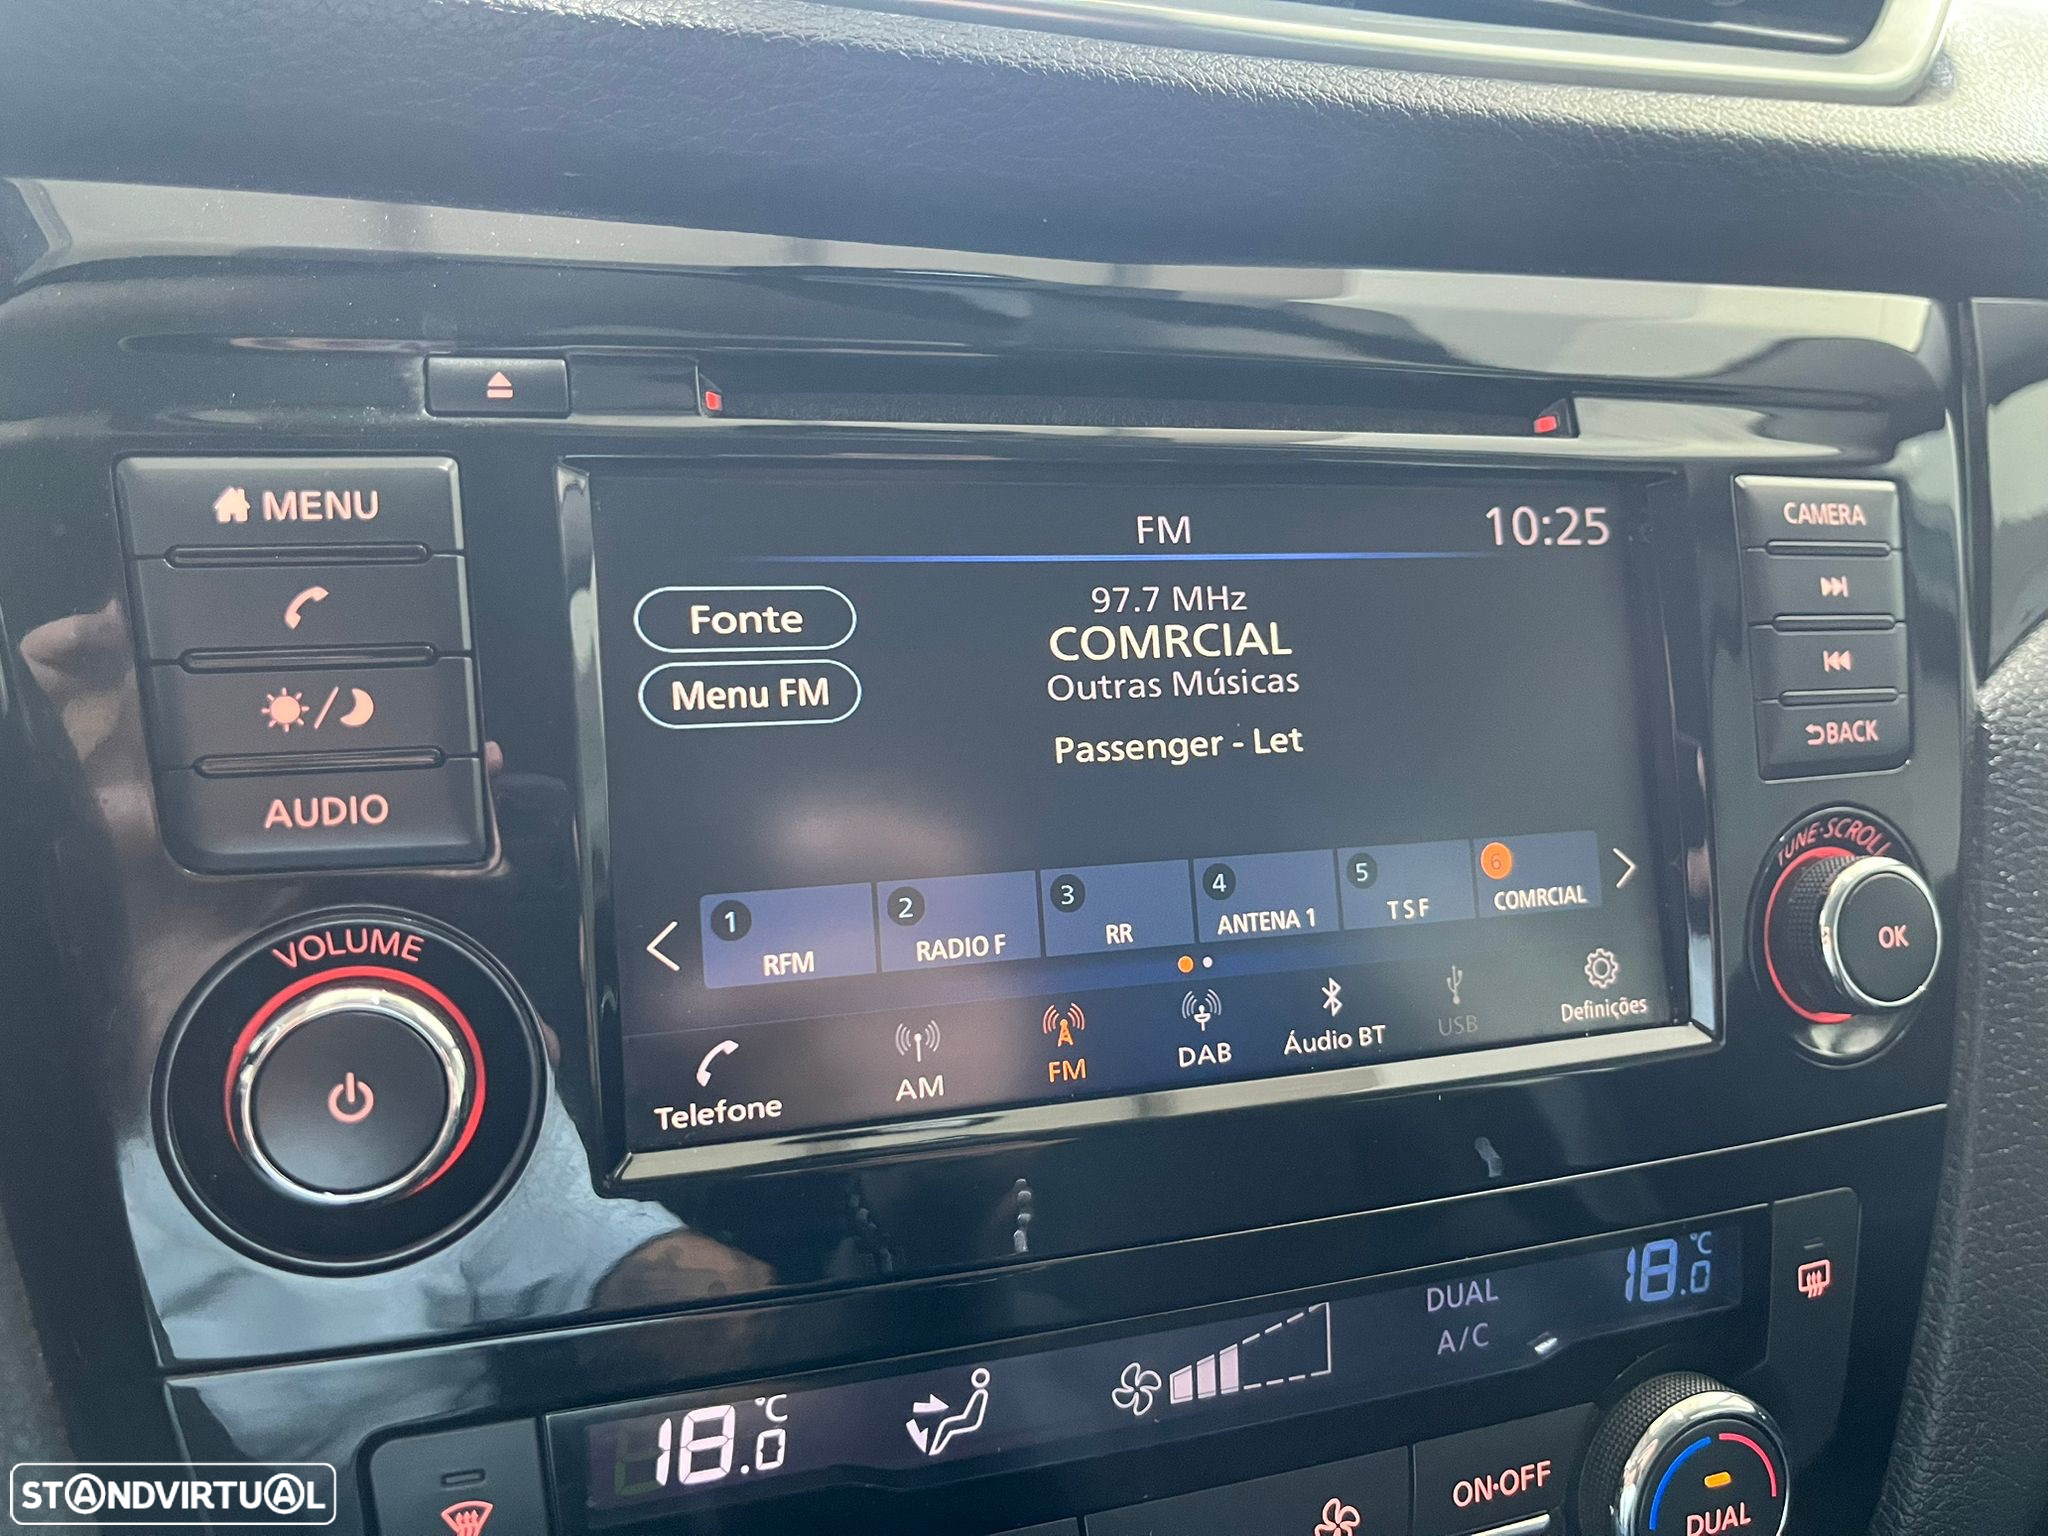 MENU
AUDIO
VOLUME
FM
10:25
Fonte
Menu FM
97.7 MHz
COMRCIAL
Outras Músicas
Passenger - Let
1 RFM
2 RADIO F
3 RR
4 ANTENA 1
5 T S F
6 COMRCIAL
Telefone
AM
FM
DAB
Áudio BT
USB
Definições
CAMERA
BACK
TUNE·SCROLL
OK
18.0 °C
DUAL
A/C
18.0 °C
ON·OFF
DUAL
STANDVIRTUAL